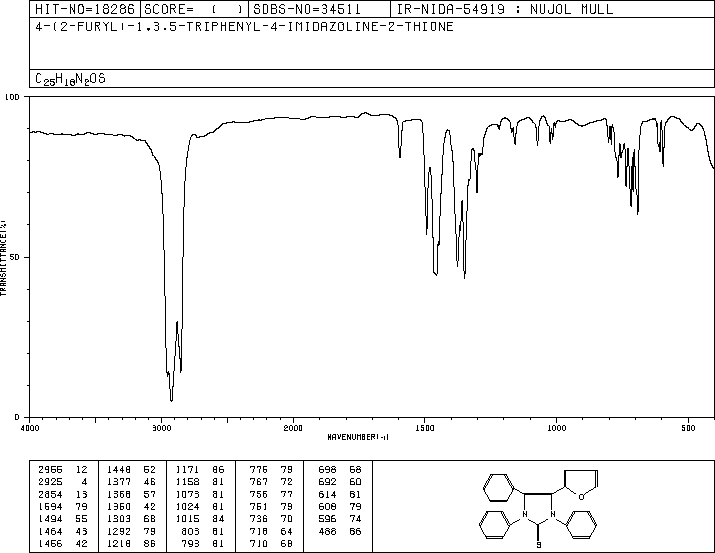 HIT-NO=18286 SCORE= ( ) SDBS-NO=34511 IR-NIDA-54919 : NUJOL MULL
4-(2-FURYL)-1,3,5-TRIPHENYL-4-IMIDAZOLINE-2-THIONE
C25H18N2OS
100
50
0
TRANSMITTANCE(%)
4000 3000 2000 1500 1000 500
WAVENUMBER(-1)
2955 12 1448 52 1171 86 776 79 698 68
2925 4 1377 46 1158 81 767 72 692 60
2854 13 1368 57 1073 81 756 77 614 81
1594 79 1350 42 1024 81 751 79 608 79
1494 55 1303 68 1015 84 736 70 596 74
1464 43 1292 79 803 81 718 64 488 86
1456 42 1218 86 793 81 710 68
O
N N
S